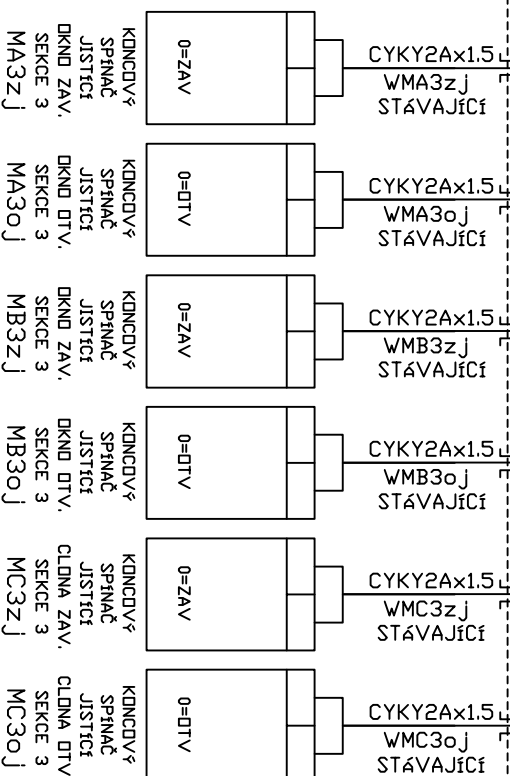 CYKY2Ax1.5
WMA3zj
STÁVAJÍCÍ
0=ZAV
KONCOVÝ
SPÍNAČ
JISTÍCÍ
OKNO ZAV.
SEKCE 3
MA3zj
CYKY2Ax1.5
WMA3oj
STÁVAJÍCÍ
0=OTV
KONCOVÝ
SPÍNAČ
JISTÍCÍ
OKNO OTV.
SEKCE 3
MA3oj
CYKY2Ax1.5
WMB3zj
STÁVAJÍCÍ
0=ZAV
KONCOVÝ
SPÍNAČ
JISTÍCÍ
OKNO ZAV.
SEKCE 3
MB3zj
CYKY2Ax1.5
WMB3oj
STÁVAJÍCÍ
0=OTV
KONCOVÝ
SPÍNAČ
JISTÍCÍ
OKNO OTV.
SEKCE 3
MB3oj
CYKY2Ax1.5
WMC3zj
STÁVAJÍCÍ
0=ZAV
KONCOVÝ
SPÍNAČ
JISTÍCÍ
CLONA ZAV.
SEKCE 3
MC3zj
CYKY2Ax1.5
WMC3oj
STÁVAJÍCÍ
0=OTV
KONCOVÝ
SPÍNAČ
JISTÍCÍ
CLONA OTV
SEKCE 3
MC3oj